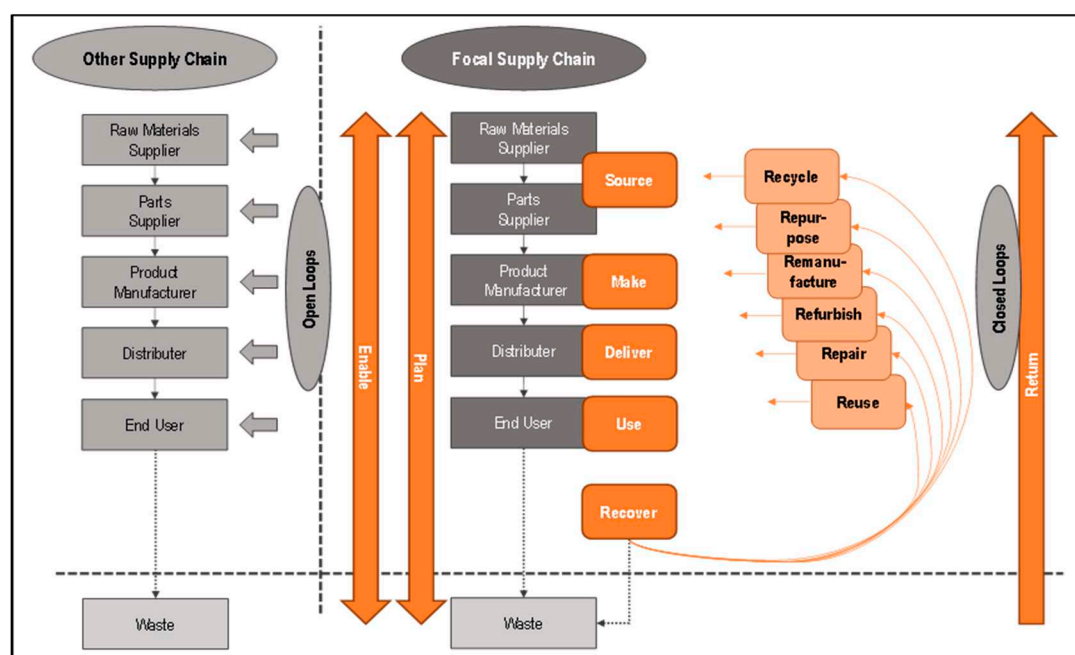 Other Supply Chain
Raw Materials
Supplier
Parts
Supplier
Product
Manufacturer
Distributer
End User
Waste
Open Loops
Enable
Plan
Focal Supply Chain
Raw Materials
Supplier
Parts
Supplier
Product
Manufacturer
Distributer
End User
Waste
Source
Make
Deliver
Use
Recover
Recycle
Repur-
pose
Remanu-
facture
Refurbish
Repair
Reuse
Closed Loops
Return